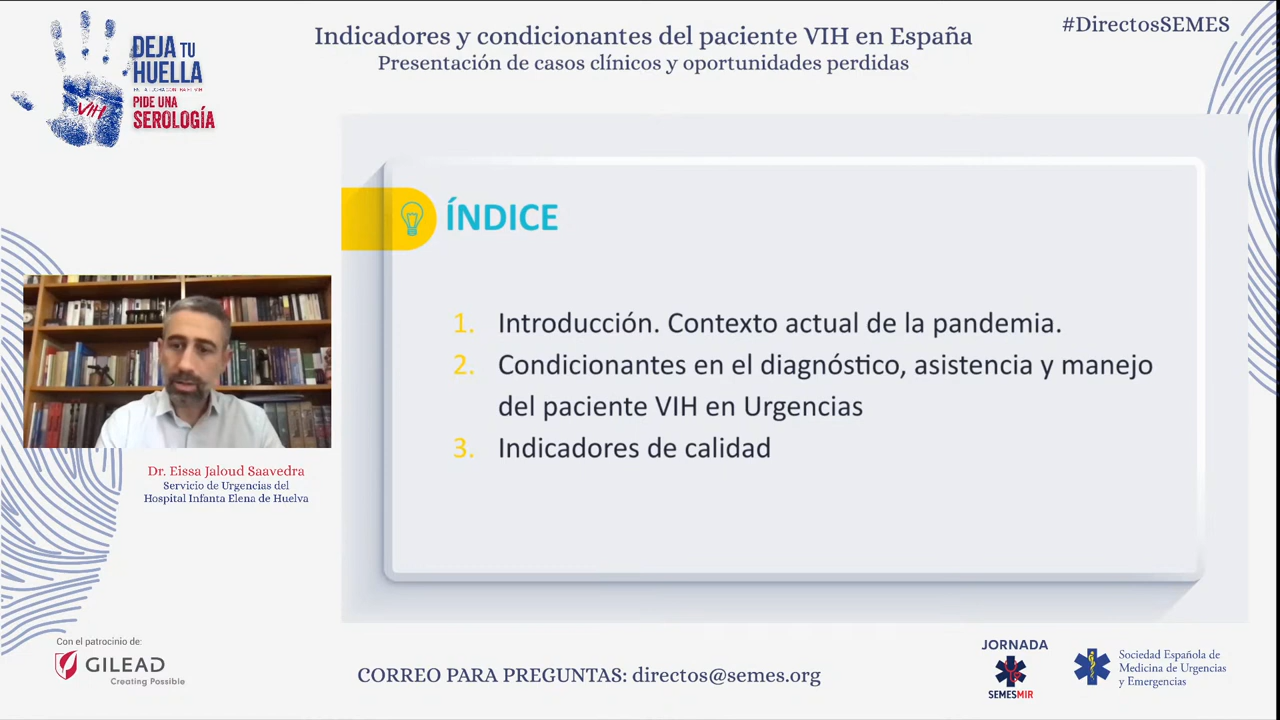 Indicadores y condicionantes del paciente VIH en España
Presentación de casos clínicos y oportunidades perdidas
#DirectosSEMES
DEJA TU
HUELLA
PIDE UNA
SEROLOGÍA
VIH
ÍNDICE
1. Introducción. Contexto actual de la pandemia.
2. Condicionantes en el diagnóstico, asistencia y manejo
del paciente VIH en Urgencias
3. Indicadores de calidad
Dr. Eissa Jaloud Saavedra
Servicio de Urgencias del
Hospital Infanta Elena de Huelva
Con el patrocinio de:
GILEAD
Creating Possible
CORREO PARA PREGUNTAS: directos@semes.org
JORNADA
SEMESMIR
Sociedad Española de
Medicina de Urgencias
y Emergencias